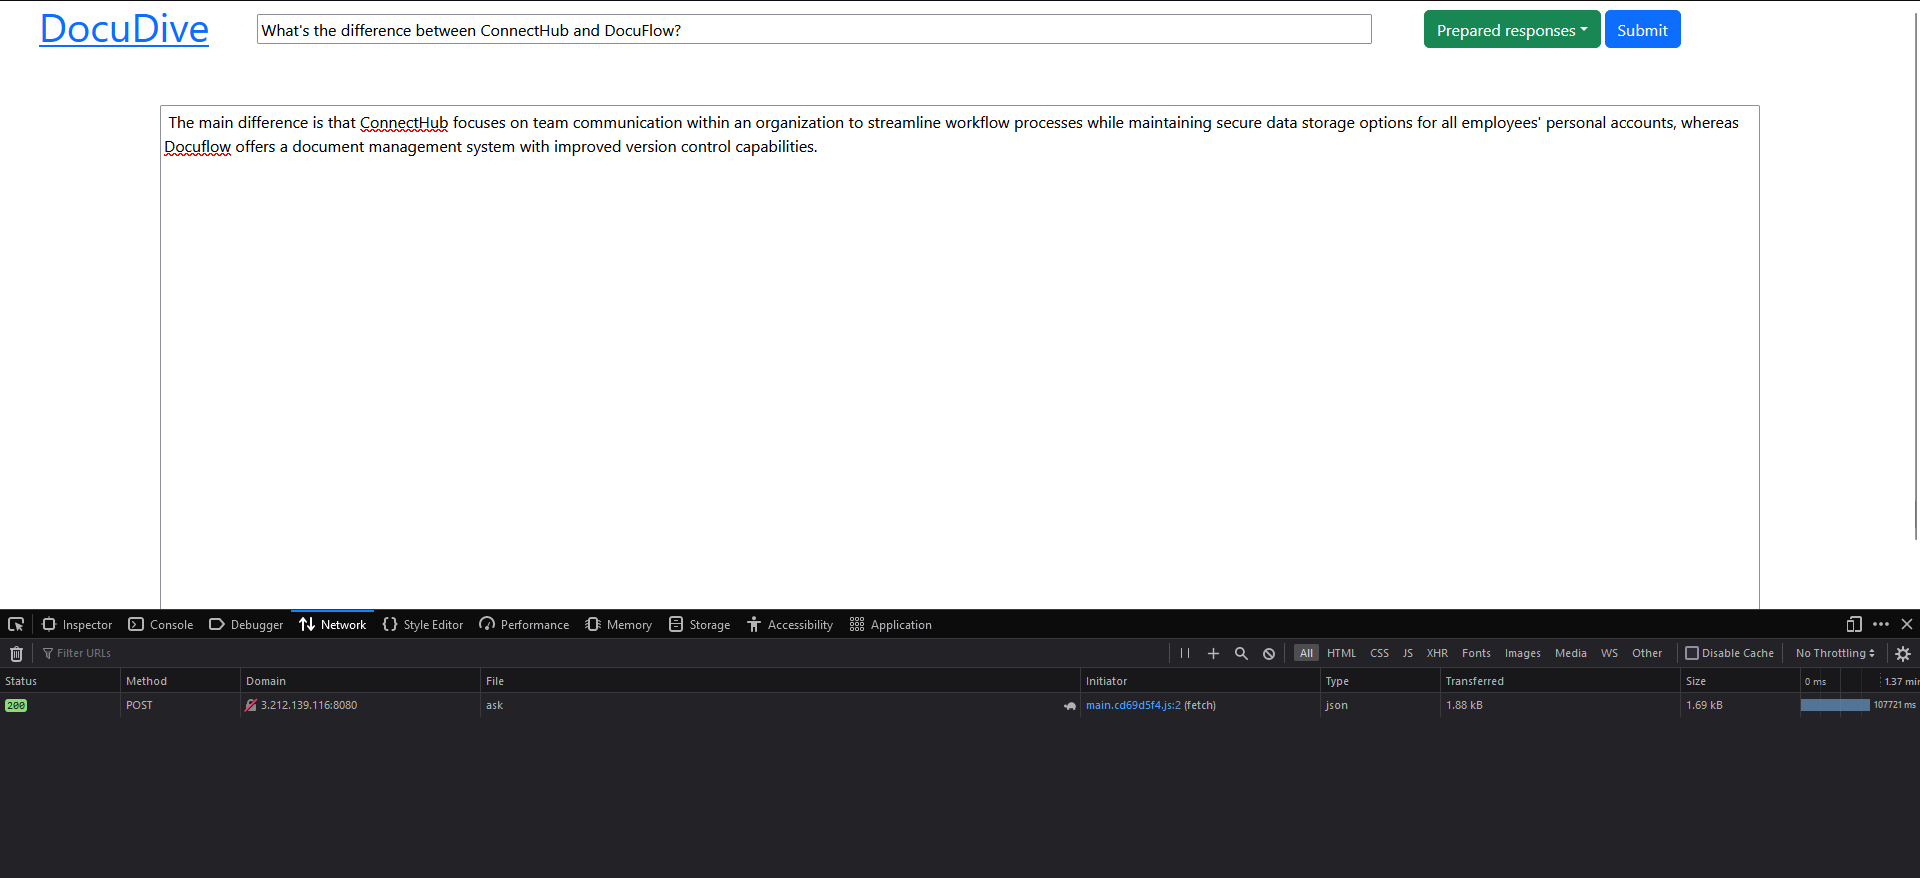 DocuDive What's the difference between ConnectHub and DocuFlow? Prepared responses Submit
The main difference is that ConnectHub focuses on team communication within an organization to streamline workflow processes while maintaining secure data storage options for all employees' personal accounts, whereas
Docuflow offers a document management system with improved version control capabilities.
Inspector Console Debugger Network Style Editor Performance Memory Storage Accessibility Application
Filter URLs All HTML CSS JS XHR Fonts Images Media WS Other Disable Cache No Throttling
Status Method Domain File Initiator Type Transferred Size 0 ms 1.37 min
200 POST 3.212.139.116:8080 ask main.cd69d5f4.js:2 (fetch) json 1.88 kB 1.69 kB 107721 ms